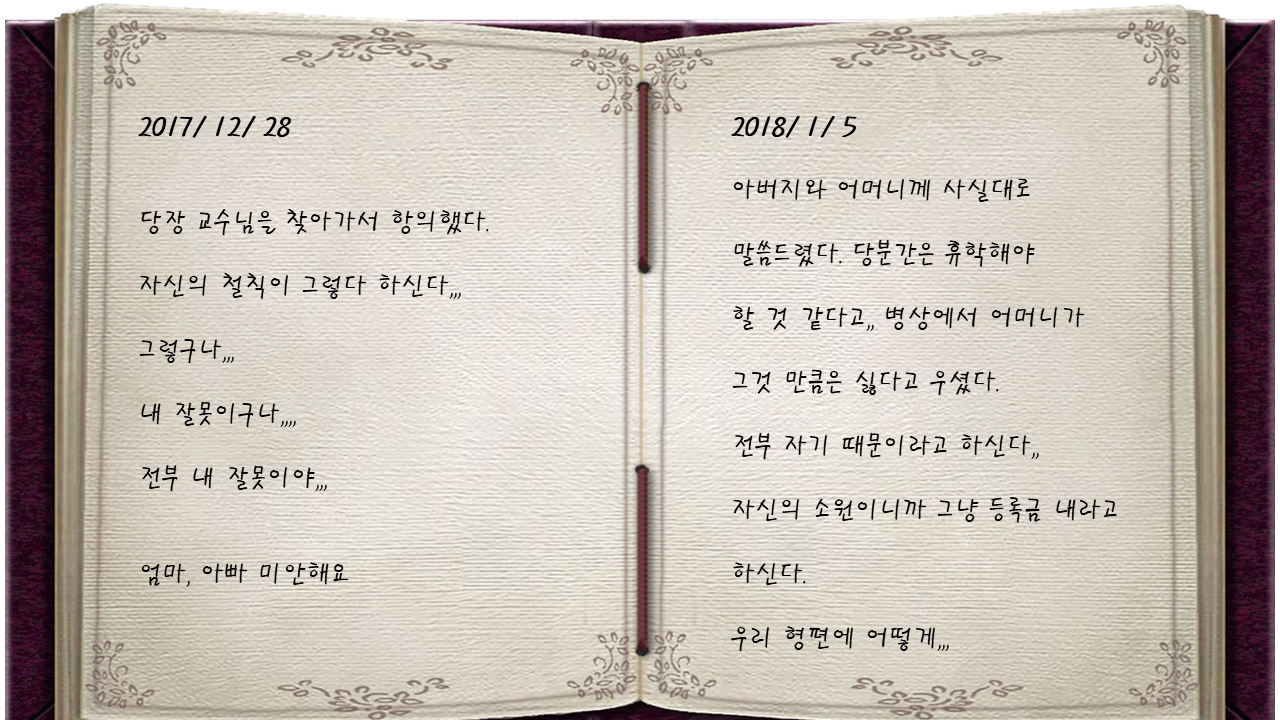 2017/ 12/ 28
당장 교수님을 찾아가서 항의했다.
자신의 철칙이 그렇다 하신다,,,
그렇구나,,,
내 잘못이구나,,,,
전부 내 잘못이야,,,
엄마, 아빠 미안해요
2018/ 1/ 5
아버지와 어머니께 사실대로
말씀드렸다. 당분간은 휴학해야
할 것 같다고,, 병상에서 어머니가
그것 만큼은 싫다고 우셨다.
전부 자기 때문이라고 하신다,,
자신의 소원이니까 그냥 등록금 내라고
하신다.
우리 형편에 어떻게,,,